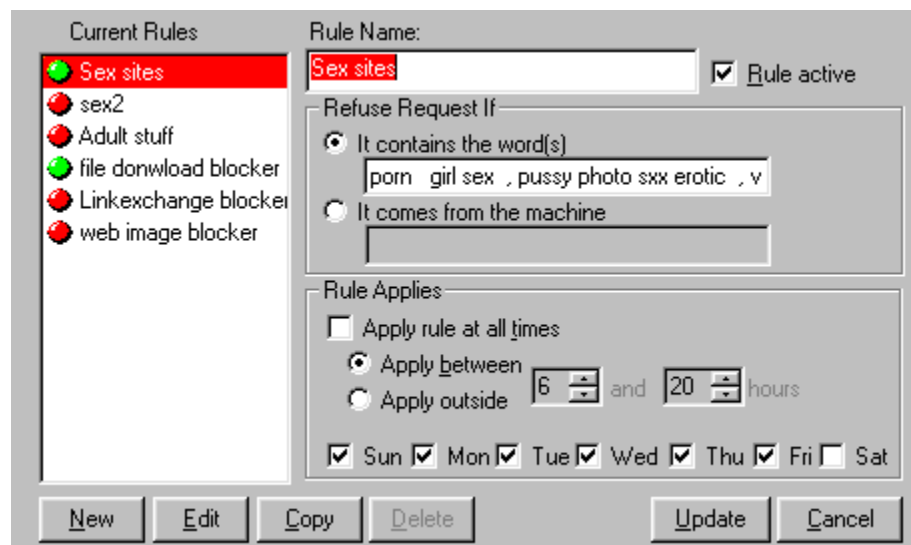 Current Rules
Sex sites
sex2
Adult stuff
file donwload blocker
Linkexchange blocker
web image blocker
Rule Name:
Sex sites
Rule active
Refuse Request If
It contains the word(s)
porn girl sex , pussy photo sxx erotic , v
It comes from the machine
Rule Applies
Apply rule at all times
Apply between
Apply outside
6 and 20 hours
Sun Mon Tue Wed Thu Fri Sat
New Edit Copy Delete Update Cancel